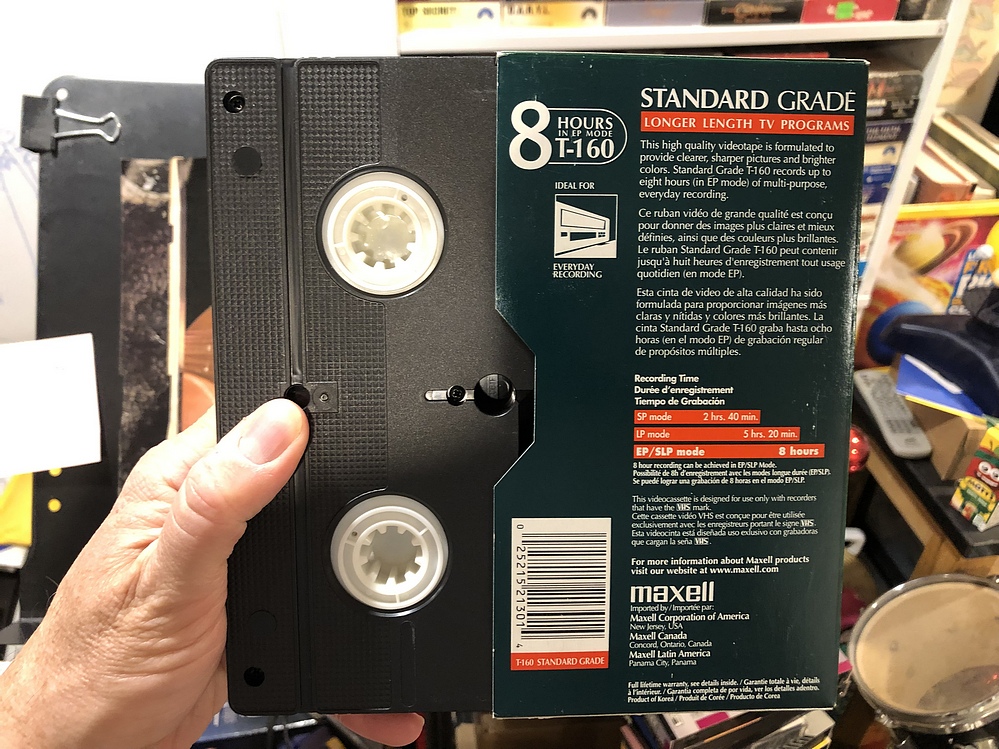 8 HOURS
IN EP MODE
T-160
IDEAL FOR
EVERYDAY
RECORDING
STANDARD GRADE
LONGER LENGTH TV PROGRAMS
This high quality videotape is formulated to
provide clearer, sharper pictures and brighter
colors. Standard Grade T-160 records up to
eight hours (in EP mode) of multi-purpose,
everyday recording.
Ce ruban vidéo de grande qualité est conçu
pour donner des images plus claires et mieux
définies, ainsi que des couleurs plus brillantes.
Le ruban Standard Grade T-160 peut contenir
jusqu'à huit heures d'enregistrement tout usage
quotidien (en mode EP).
Esta cinta de video de alta calidad ha sido
formulada para proporcionar imágenes más
claras y nítidas y colores más brillantes. La
cinta Standard Grade T-160 graba hasta ocho
horas (en el modo EP) de grabación regular
de propósitos múltiples.
Recording Time
Durée d'enregistrement
Tiempo de Grabación
SP mode 2 hrs. 40 min.
LP mode 5 hrs. 20 min.
EP/SLP mode 8 hours
8 hour recording can be achieved in EP/SLP Mode.
Possibilité de 8h d'enregistrement avec les modes longue durée (EP/SLP).
Se puedé lograr una grabación de 8 horas en el modo EP/SLP.
This videocassette is designed for use only with recorders
that have the VHS mark.
Cette cassette vidéo VHS est conçue pour être utilisée
exclusivement avec les enregistreurs portant le signe VHS.
Esta videocinta está diseñada uso exlusivo con grabadoras
que cargan la seña VHS.
For more information about Maxell products
visit our website at www.maxell.com
maxell
Imported by / Importée par:
Maxell Corporation of America
New Jersey, USA
Maxell Canada
Concord, Ontario, Canada
Maxell Latin America
Panama City, Panama
Full lifetime warranty, see details inside. / Garantie totale à vie, détails
à l'intérieur. / Garantía completa de por vida, ver los detalles adentro.
Product of Korea / Produit de Corée / Producto de Corea
0 25215 21301 4
T-160 STANDARD GRADE